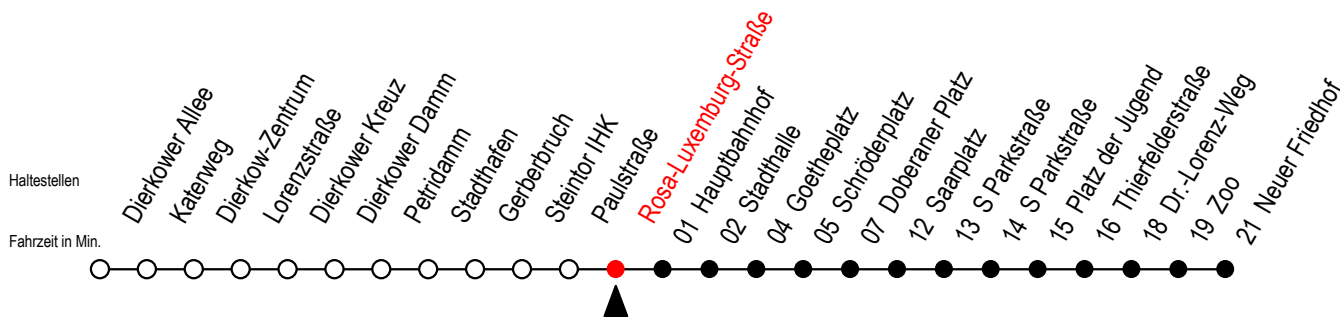 Haltestellen
Fahrzeit in Min.
Dierkower Allee
Katerweg
Dierkow-Zentrum
Lorenzstraße
Dierkower Kreuz
Dierkower Damm
Petridamm
Stadthafen
Gerberbruch
Steintor IHK
Paulstraße
Rosa-Luxemburg-Straße
01 Hauptbahnhof
02 Stadthalle
04 Goetheplatz
05 Schröderplatz
07 Doberaner Platz
12 Saarplatz
13 S Parkstraße
14 S Parkstraße
15 Platz der Jugend
16 Thierfelderstraße
18 Dr.-Lorenz-Weg
19 Zoo
21 Neuer Friedhof